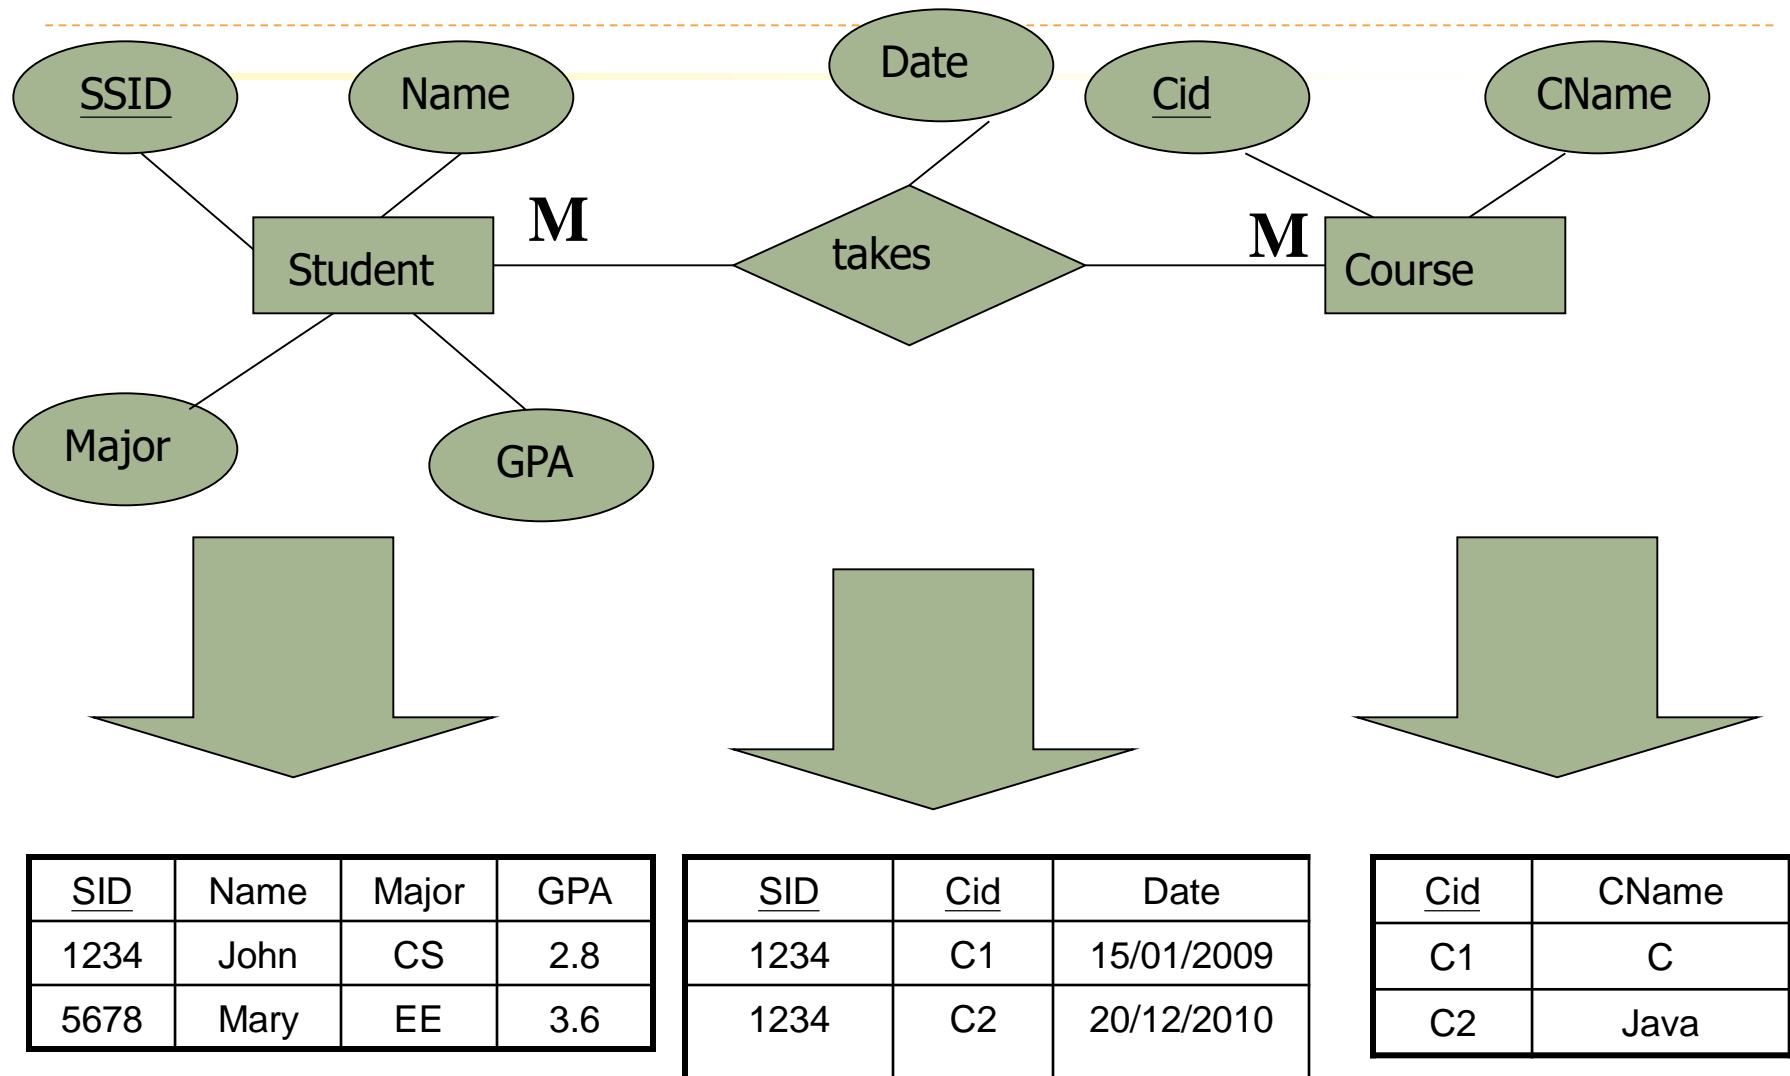 Date
SSID Name Cid CName
M M
Student takes Course
Major GPA
SID Name Major GPA
1234 John CS 2.8
5678 Mary EE 3.6
SID Cid Date
1234 C1 15/01/2009
1234 C2 20/12/2010
Cid CName
C1 C
C2 Java